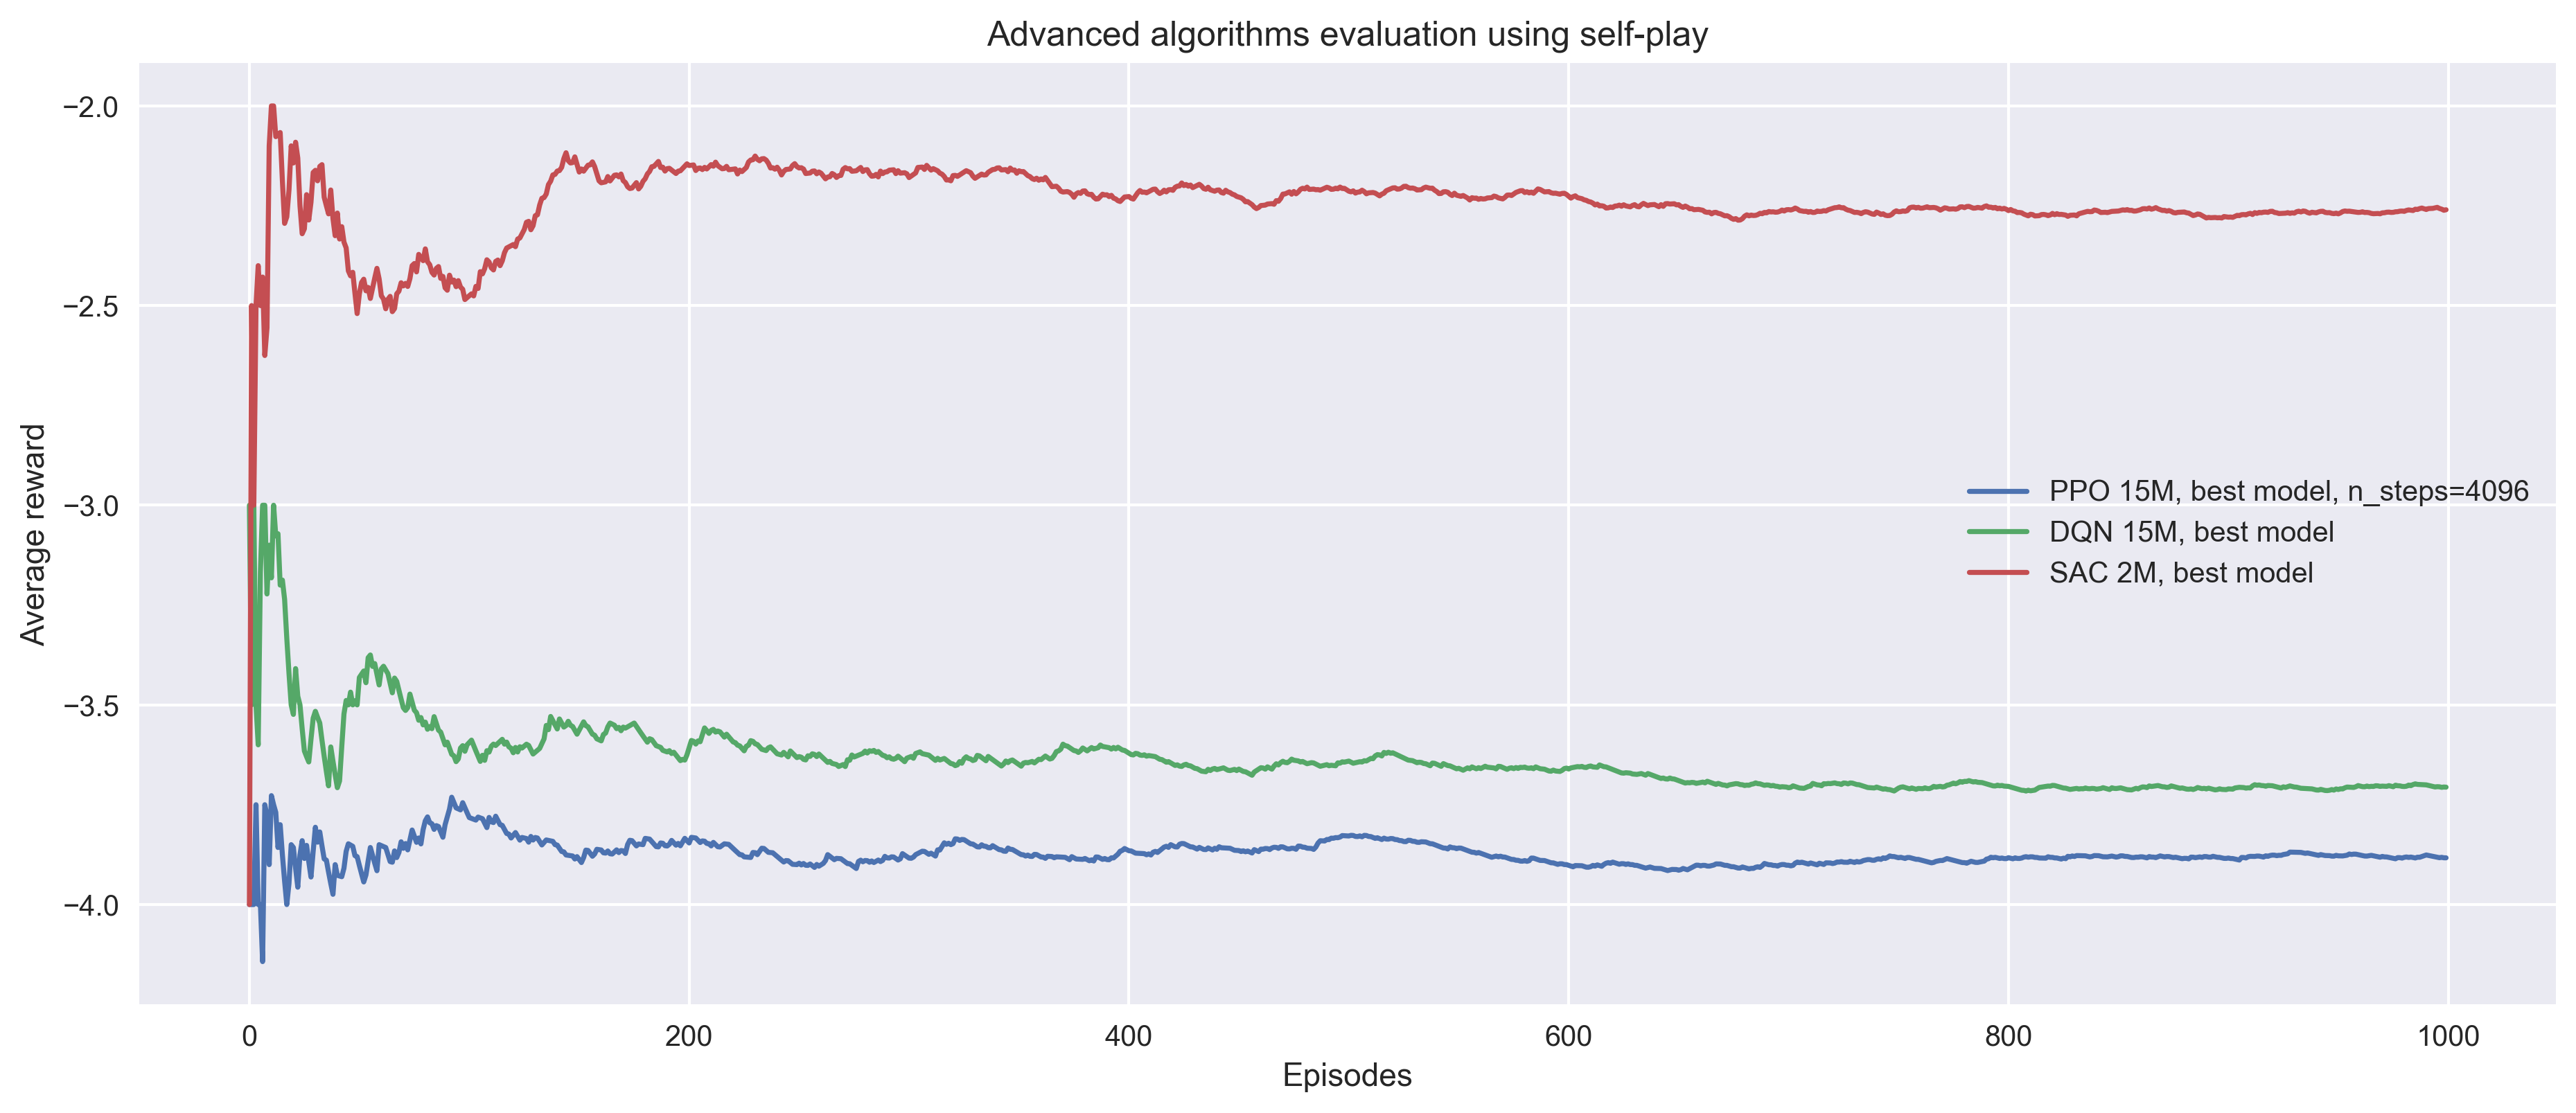 Advanced algorithms evaluation using self-play
−2.0
−2.5
−3.0
−3.5
−4.0
Average reward
PPO 15M, best model, n_steps=4096
DQN 15M, best model
SAC 2M, best model
0 200 400 600 800 1000
Episodes